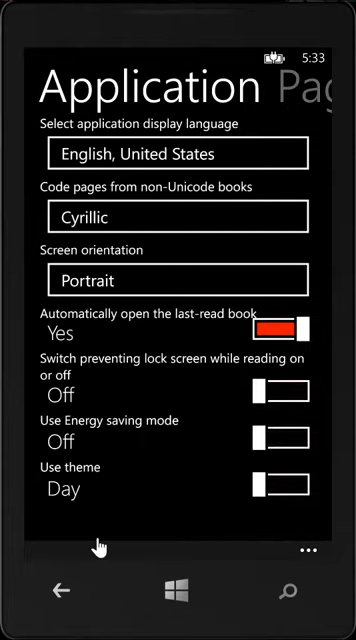 5:33
Application Pag
Select application display language
English, United States
Code pages from non-Unicode books
Cyrillic
Screen orientation
Portrait
Automatically open the last-read book
Yes
Switch preventing lock screen while reading on
or off
Off
Use Energy saving mode
Off
Use theme
Day